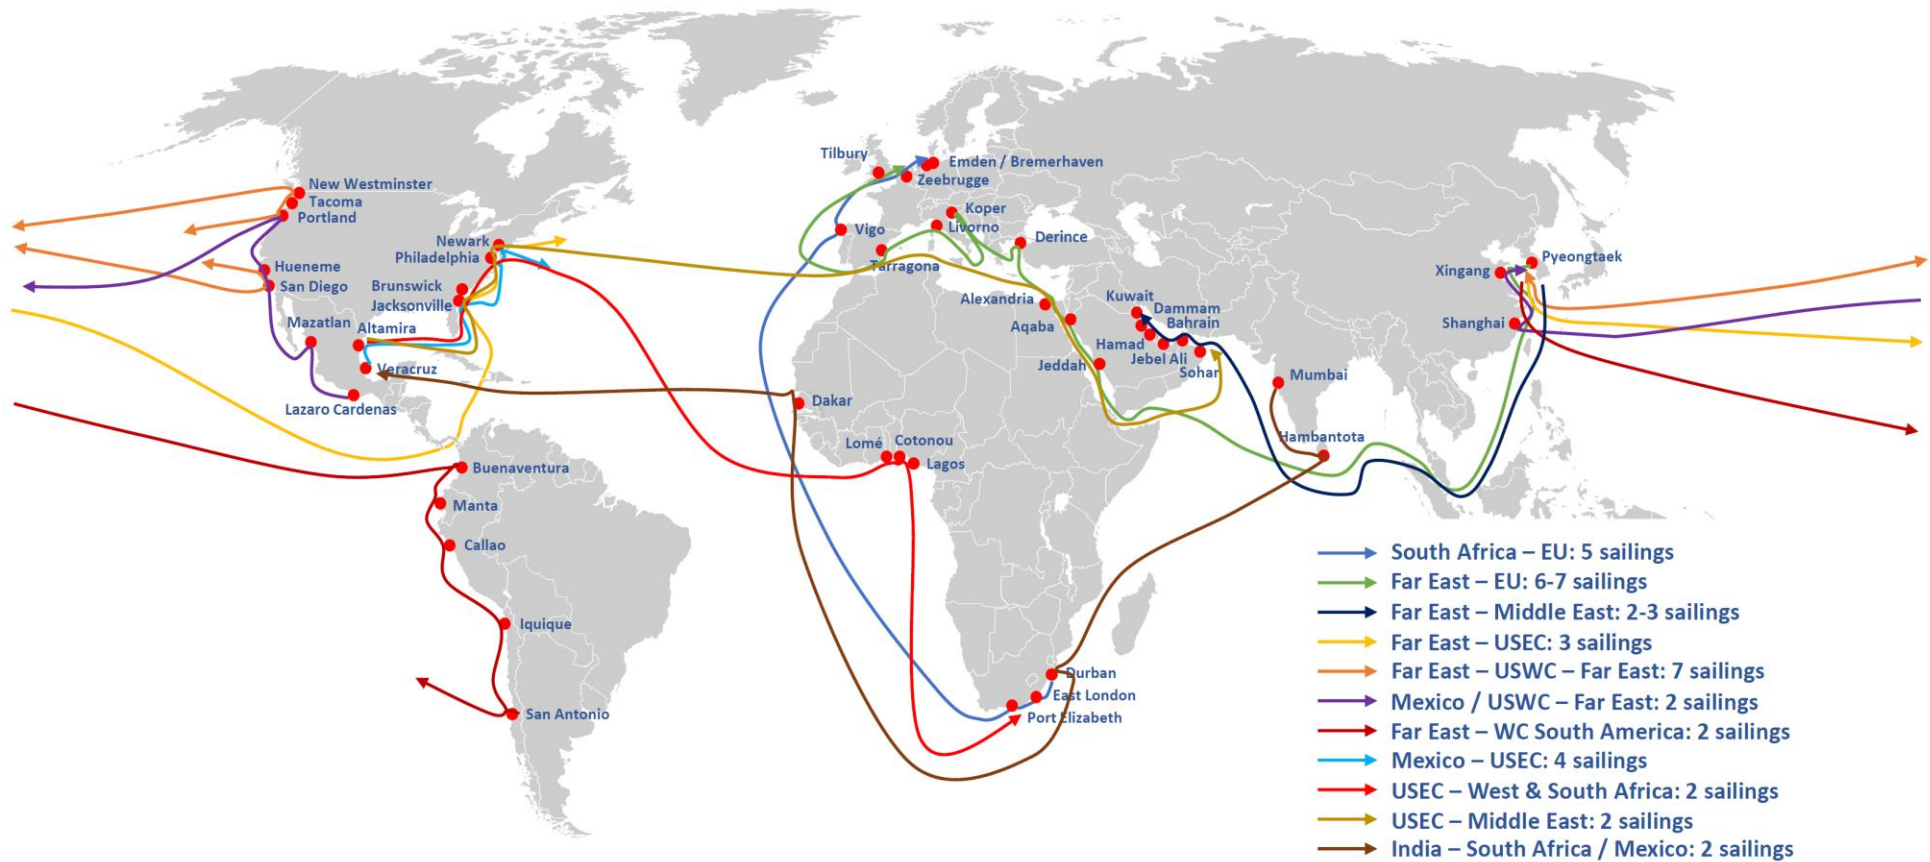 New Westminster
Tacoma
Portland
Hueneme
San Diego
Mazatlan
Altamira
Veracruz
Lazaro Cardenas
Newark
Philadelphia
Brunswick
Jacksonville
Buenaventura
Manta
Callao
Iquique
San Antonio
Tilbury
Emden / Bremerhaven
Zeebrugge
Koper
Livorno
Vigo
Derince
Tarragona
Alexandria
Aqaba
Jeddah
Kuwait
Dammam
Bahrain
Hamad
Jebel Ali
Sohar
Dakar
Lomé
Cotonou
Lagos
Durban
East London
Port Elizabeth
Mumbai
Hambantota
Xingang
Pyeongtaek
Shanghai
South Africa – EU: 5 sailings
Far East – EU: 6-7 sailings
Far East – Middle East: 2-3 sailings
Far East – USEC: 3 sailings
Far East – USWC – Far East: 7 sailings
Mexico / USWC – Far East: 2 sailings
Far East – WC South America: 2 sailings
Mexico – USEC: 4 sailings
USEC – West & South Africa: 2 sailings
USEC – Middle East: 2 sailings
India – South Africa / Mexico: 2 sailings